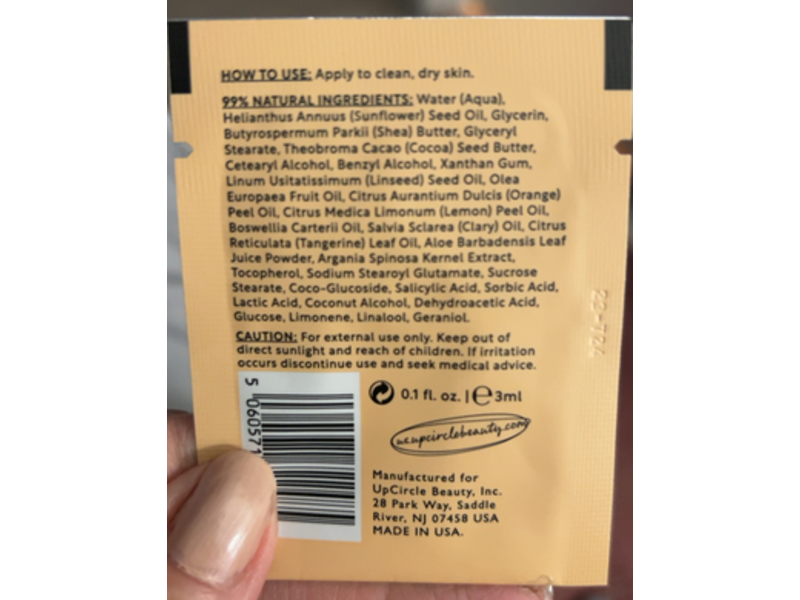 HOW TO USE: Apply to clean, dry skin.
99% NATURAL INGREDIENTS: Water (Aqua),
Helianthus Annuus (Sunflower) Seed Oil, Glycerin,
Butyrospermum Parkii (Shea) Butter, Glyceryl
Stearate, Theobroma Cacao (Cocoa) Seed Butter,
Cetearyl Alcohol, Benzyl Alcohol, Xanthan Gum,
Linum Usitatissimum (Linseed) Seed Oil, Olea
Europaea Fruit Oil, Citrus Aurantium Dulcis (Orange)
Peel Oil, Citrus Medica Limonum (Lemon) Peel Oil,
Boswellia Carterii Oil, Salvia Sclarea (Clary) Oil, Citrus
Reticulata (Tangerine) Leaf Oil, Aloe Barbadensis Leaf
Juice Powder, Argania Spinosa Kernel Extract,
Tocopherol, Sodium Stearoyl Glutamate, Sucrose
Stearate, Coco-Glucoside, Salicylic Acid, Sorbic Acid,
Lactic Acid, Coconut Alcohol, Dehydroacetic Acid,
Glucose, Limonene, Linalool, Geraniol.
CAUTION: For external use only. Keep out of
direct sunlight and reach of children. If irritation
occurs discontinue use and seek medical advice.
5 060571
0.1 fl. oz. | e 3ml
us.upcirclebeauty.com
Manufactured for
UpCircle Beauty, Inc.
28 Park Way, Saddle
River, NJ 07458 USA
MADE IN USA.